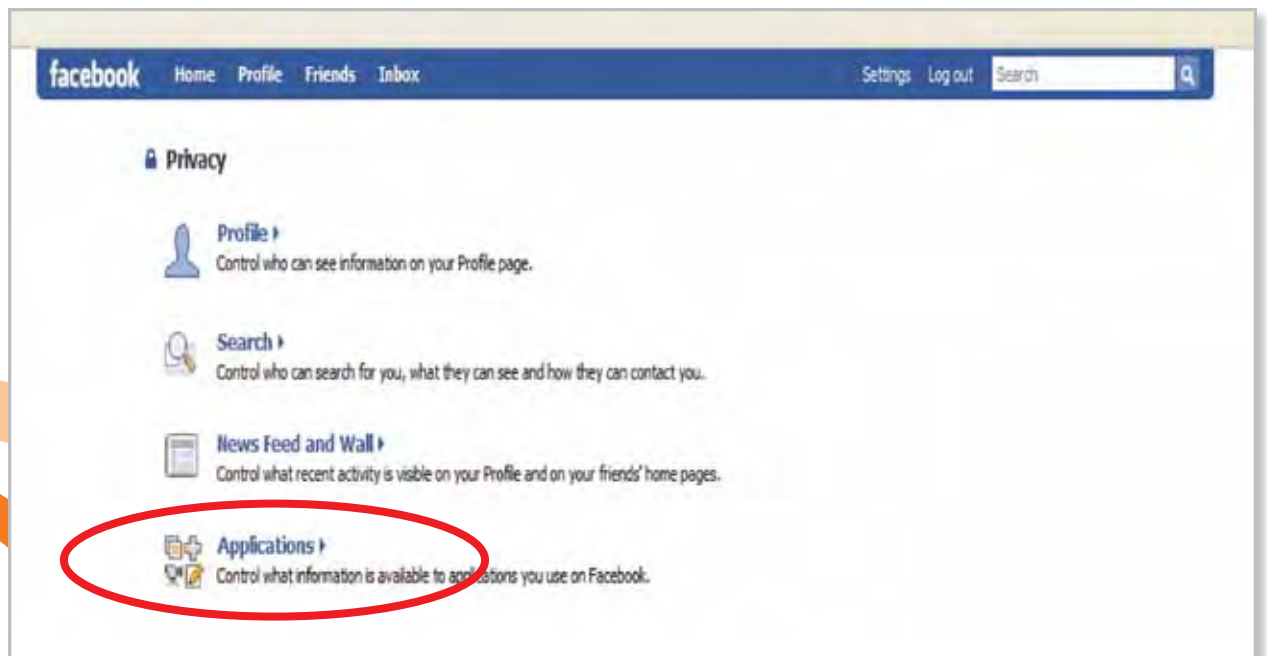 facebook Home Profile Friends Inbox Settings Log out Search
Privacy
Profile
Control who can see information on your Profile page.
Search
Control who can search for you, what they can see and how they can contact you.
News Feed and Wall
Control what recent activity is visible on your Profile and on your friends' home pages.
Applications
Control what information is available to applications you use on Facebook.